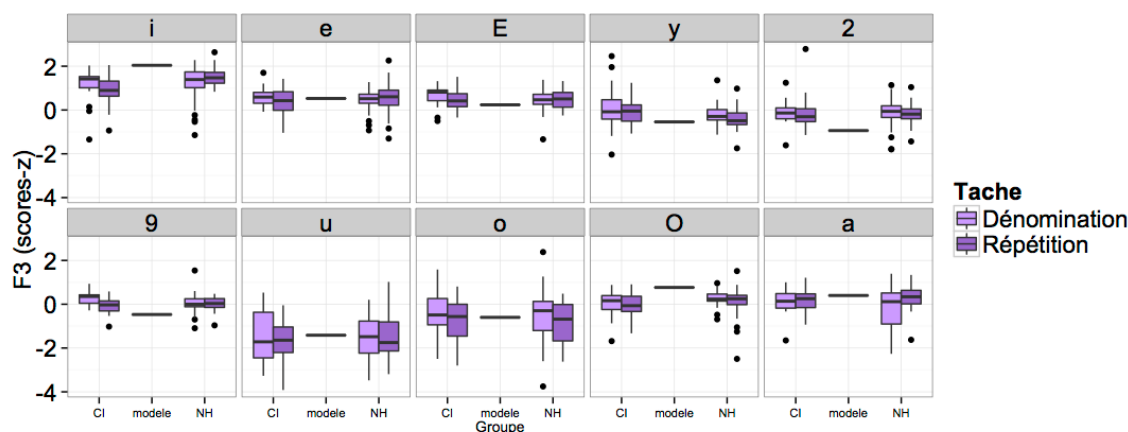 i e E y 2
2
0
-2
-4
F3 (scores-z)
9 u o O a
2
0
-2
-4
CI modele NH CI modele NH CI modele NH CI modele NH CI modele NH
Groupe
Tache
Dénomination
Répétition